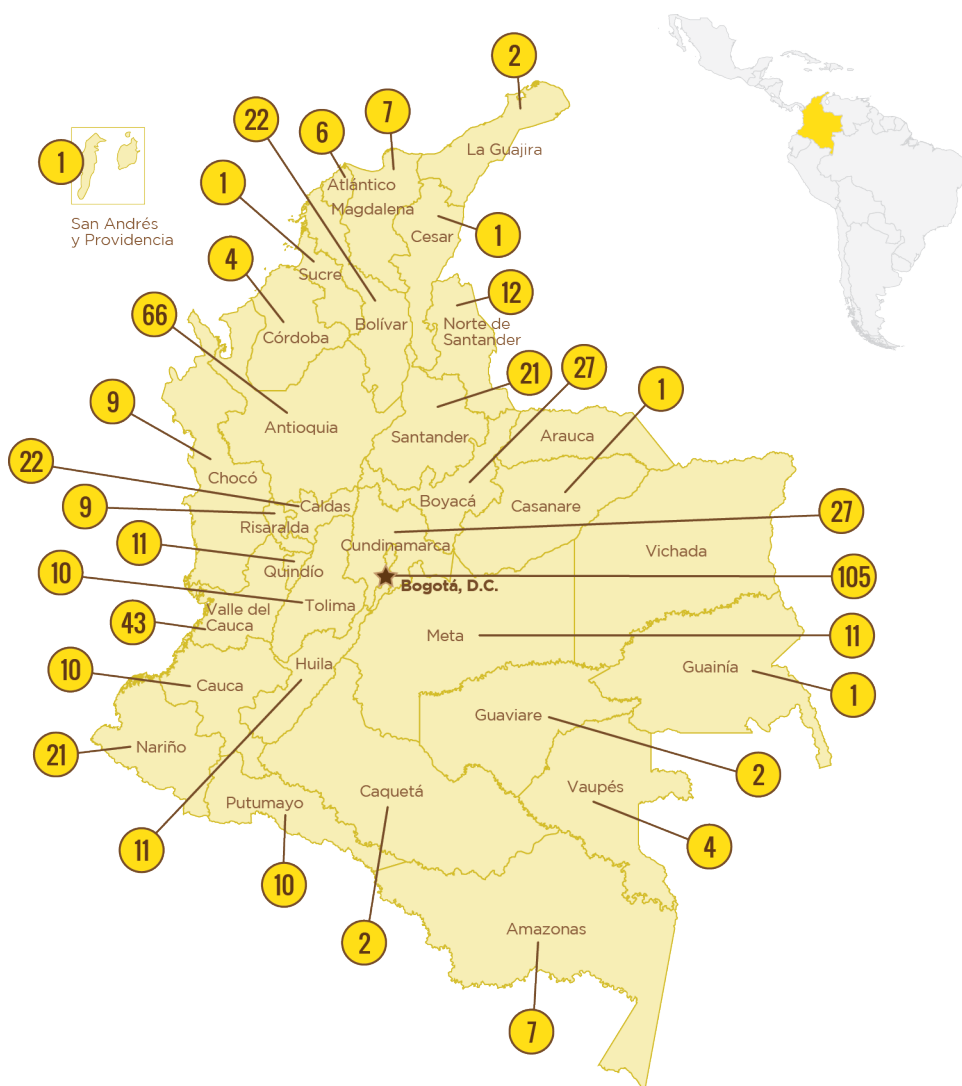 2
7
22
6
La Guajira
1
San Andrés
y Providencia
1
Atlántico
Magdalena
Cesar
1
4
Sucre
12
66
Bolívar
Norte de
Santander
Córdoba
21
27
1
9
Antioquia
Santander
Arauca
22
Chocó
Boyacá
Casanare
Caldas
9
Risaralda
27
11
Cundinamarca
Vichada
10
Quindío
Bogotá, D.C.
105
Tolima
43
Valle del
Cauca
Meta
11
10
Huila
Guainía
1
Cauca
21
Nariño
Guaviare
2
Putumayo
Caquetá
Vaupés
11
4
10
2
Amazonas
7